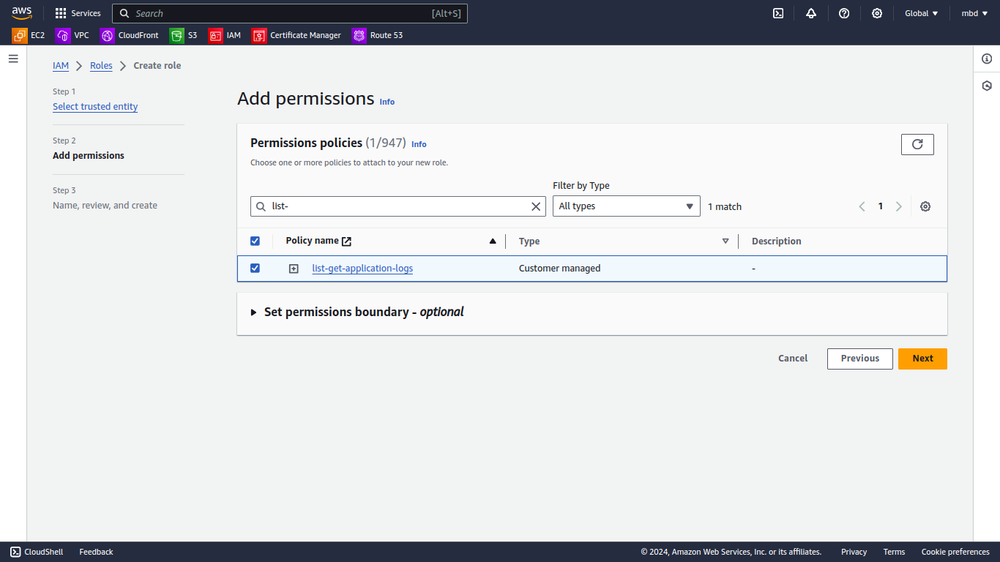 aws Services Search [Alt+S] Global mbd
EC2 VPC CloudFront S3 IAM Certificate Manager Route 53
IAM Roles Create role
Step 1
Select trusted entity
Step 2
Add permissions
Step 3
Name, review, and create
Add permissions Info
Permissions policies (1/947) Info
Choose one or more policies to attach to your new role.
Filter by Type
list- All types 1 match 1
Policy name Type Description
list-get-application-logs Customer managed -
Set permissions boundary - optional
Cancel Previous Next
CloudShell Feedback © 2024, Amazon Web Services, Inc. or its affiliates. Privacy Terms Cookie preferences